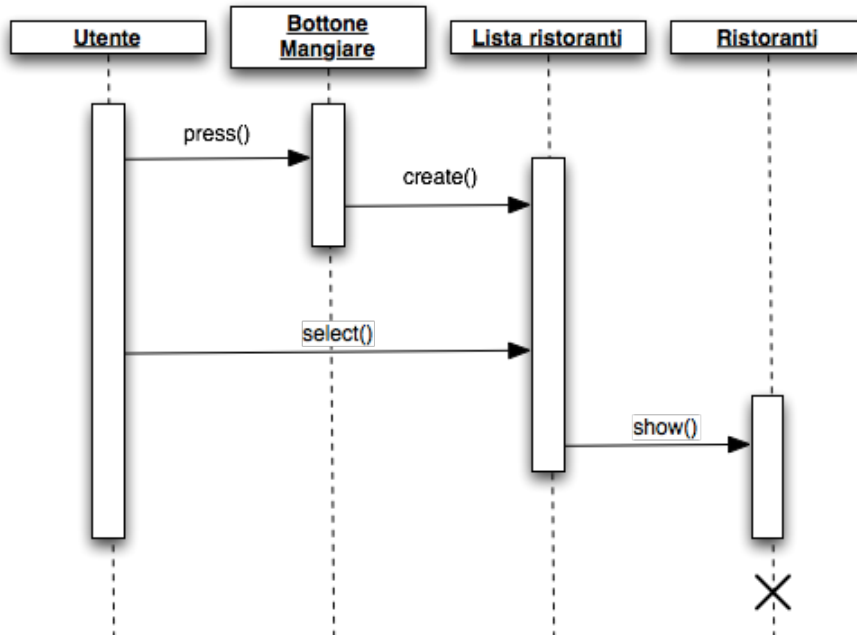 Utente
Bottone
Mangiare
Lista ristoranti
Ristoranti
press()
create()
select()
show()